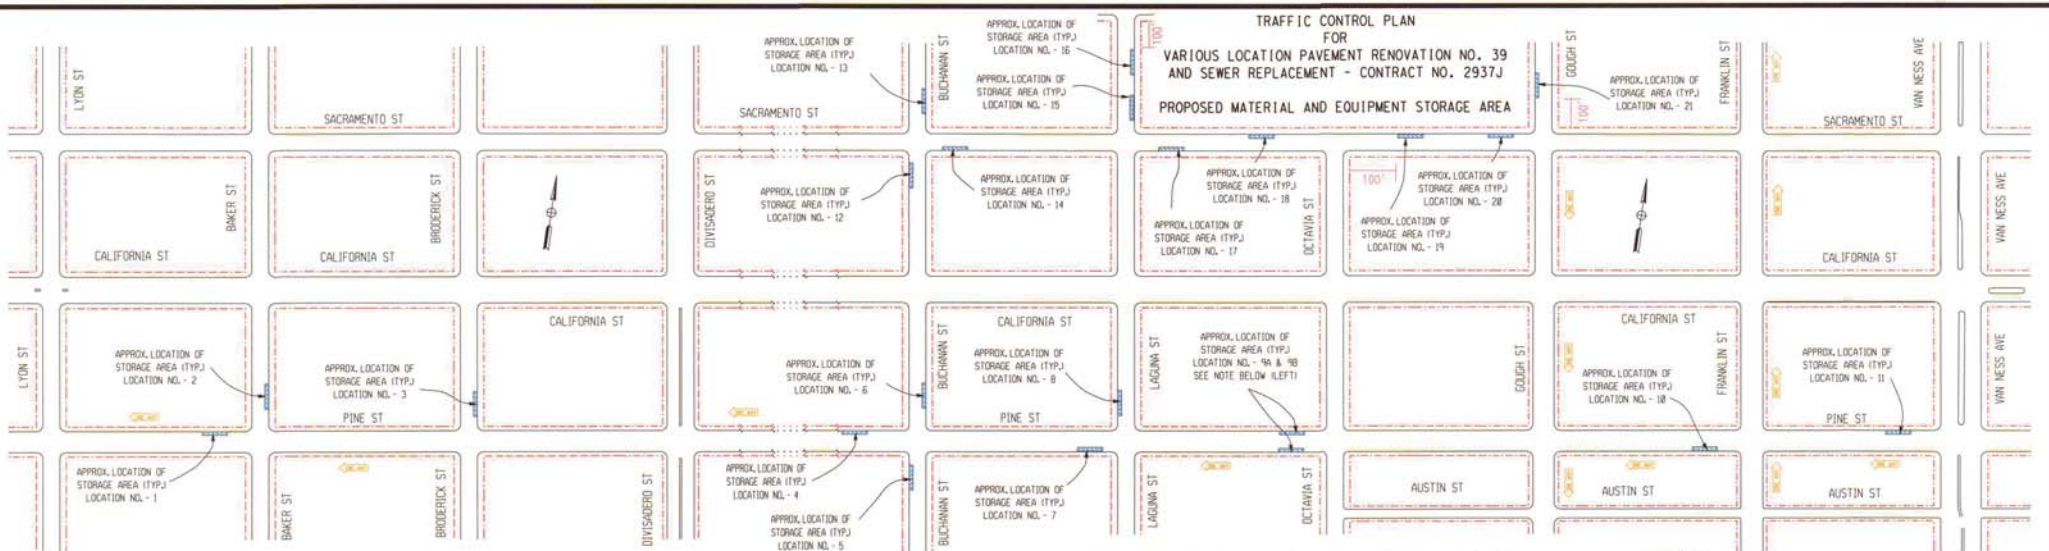 TRAFFIC CONTROL PLAN
FOR
VARIOUS LOCATION PAVEMENT RENOVATION NO. 39
AND SEWER REPLACEMENT - CONTRACT NO. 2937J
PROPOSED MATERIAL AND EQUIPMENT STORAGE AREA
LYON ST
SACRAMENTO ST
APPROX. LOCATION OF
STORAGE AREA (TYP.)
LOCATION NO. - 13
SACRAMENTO ST
BUCHANAN ST
APPROX. LOCATION OF
STORAGE AREA (TYP.)
LOCATION NO. - 16
APPROX. LOCATION OF
STORAGE AREA (TYP.)
LOCATION NO. - 15
100'
GOUGH ST
100'
APPROX. LOCATION OF
STORAGE AREA (TYP.)
LOCATION NO. - 21
FRANKLIN ST
SACRAMENTO ST
VAN NESS AVE
BAKER ST
CALIFORNIA ST
BRODERICK ST
CALIFORNIA ST
DIVISADERO ST
APPROX. LOCATION OF
STORAGE AREA (TYP.)
LOCATION NO. - 12
APPROX. LOCATION OF
STORAGE AREA (TYP.)
LOCATION NO. - 14
APPROX. LOCATION OF
STORAGE AREA (TYP.)
LOCATION NO. - 18
APPROX. LOCATION OF
STORAGE AREA (TYP.)
LOCATION NO. - 17
OCTAVIA ST
100'
APPROX. LOCATION OF
STORAGE AREA (TYP.)
LOCATION NO. - 20
APPROX. LOCATION OF
STORAGE AREA (TYP.)
LOCATION NO. - 19
CALIFORNIA ST
VAN NESS AVE
LYON ST
APPROX. LOCATION OF
STORAGE AREA (TYP.)
LOCATION NO. - 2
APPROX. LOCATION OF
STORAGE AREA (TYP.)
LOCATION NO. - 3
PINE ST
CALIFORNIA ST
APPROX. LOCATION OF
STORAGE AREA (TYP.)
LOCATION NO. - 6
BUCHANAN ST
CALIFORNIA ST
APPROX. LOCATION OF
STORAGE AREA (TYP.)
LOCATION NO. - 8
PINE ST
LAGUNA ST
APPROX. LOCATION OF
STORAGE AREA (TYP.)
LOCATION NO. - 9A & 9B
SEE NOTE BELOW (LEFT)
GOUGH ST
CALIFORNIA ST
APPROX. LOCATION OF
STORAGE AREA (TYP.)
LOCATION NO. - 10
FRANKLIN ST
APPROX. LOCATION OF
STORAGE AREA (TYP.)
LOCATION NO. - 11
PINE ST
VAN NESS AVE
APPROX. LOCATION OF
STORAGE AREA (TYP.)
LOCATION NO. - 1
BAKER ST
BRODERICK ST
DIVISADERO ST
APPROX. LOCATION OF
STORAGE AREA (TYP.)
LOCATION NO. - 4
APPROX. LOCATION OF
STORAGE AREA (TYP.)
LOCATION NO. - 5
BUCHANAN ST
APPROX. LOCATION OF
STORAGE AREA (TYP.)
LOCATION NO. - 7
LAGUNA ST
OCTAVIA ST
AUSTIN ST
AUSTIN ST
AUSTIN ST